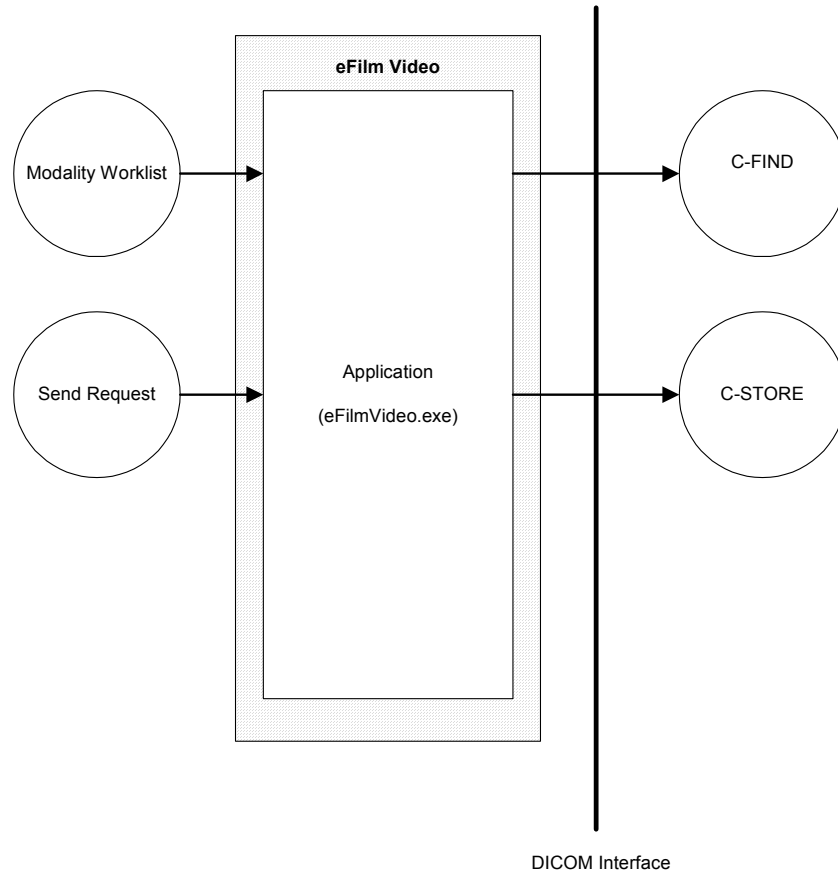 eFilm Video
Modality Worklist
C-FIND
Send Request
Application
(eFilmVideo.exe)
C-STORE
DICOM Interface